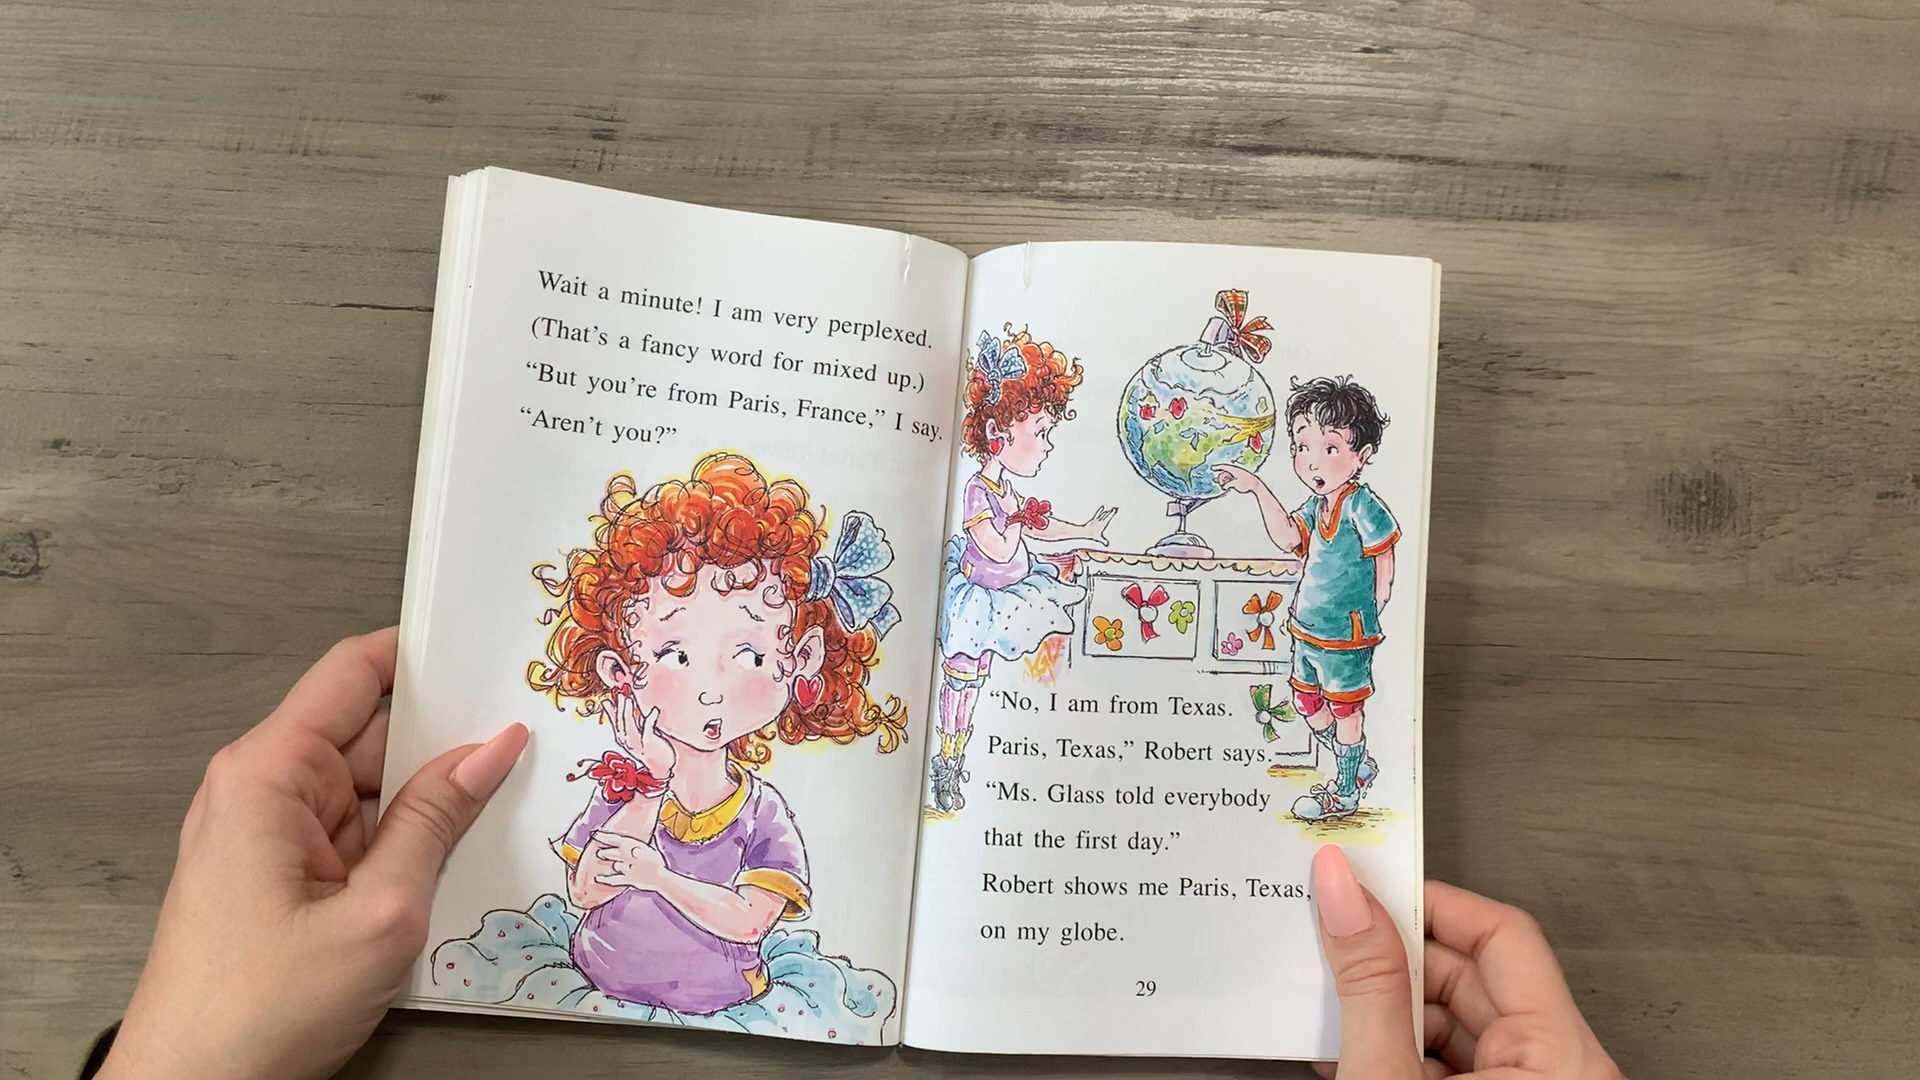 Wait a minute! I am very perplexed.
(That’s a fancy word for mixed up.)
“But you’re from Paris, France,” I say.
“Aren’t you?”
“No, I am from Texas.
Paris, Texas,” Robert says.
“Ms. Glass told everybody
that the first day.”
Robert shows me Paris, Texas,
on my globe.
29